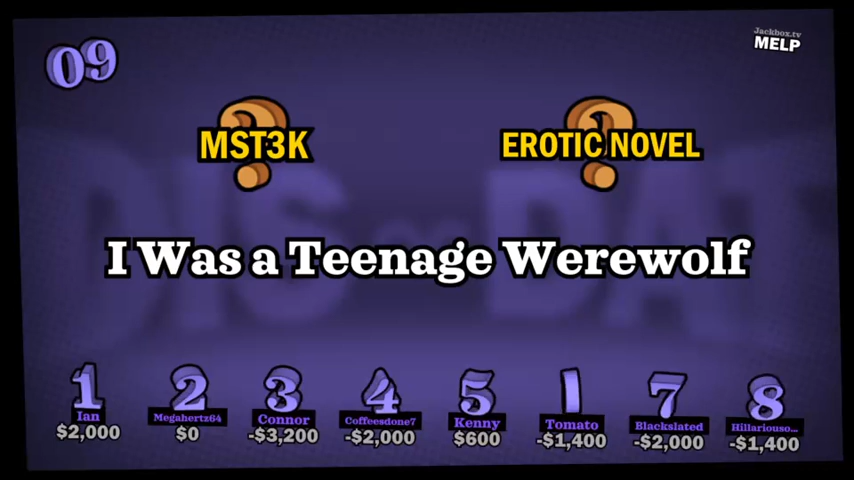 09
Jackbox.tv
MELP
MST3K
EROTIC NOVEL
I Was a Teenage Werewolf
1 2 3 4 5 7 8
Ian Megahertz64 Connor Coffeesdone7 Kenny Tomato Blackslated Hillariouso...
$2,000 $0 -$3,200 -$2,000 $600 -$1,400 -$2,000 -$1,400